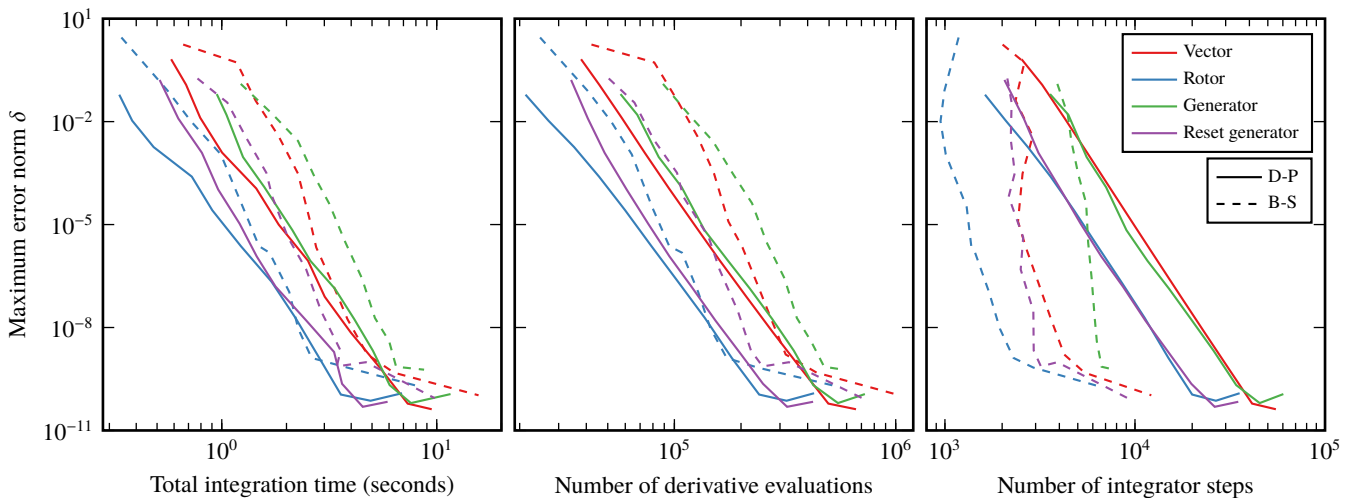 Maximum error norm δ
10^1
10^-2
10^-5
10^-8
10^-11
10^0
10^1
Total integration time (seconds)
10^5
10^6
Number of derivative evaluations
Vector
Rotor
Generator
Reset generator
D-P
B-S
10^3
10^4
10^5
Number of integrator steps